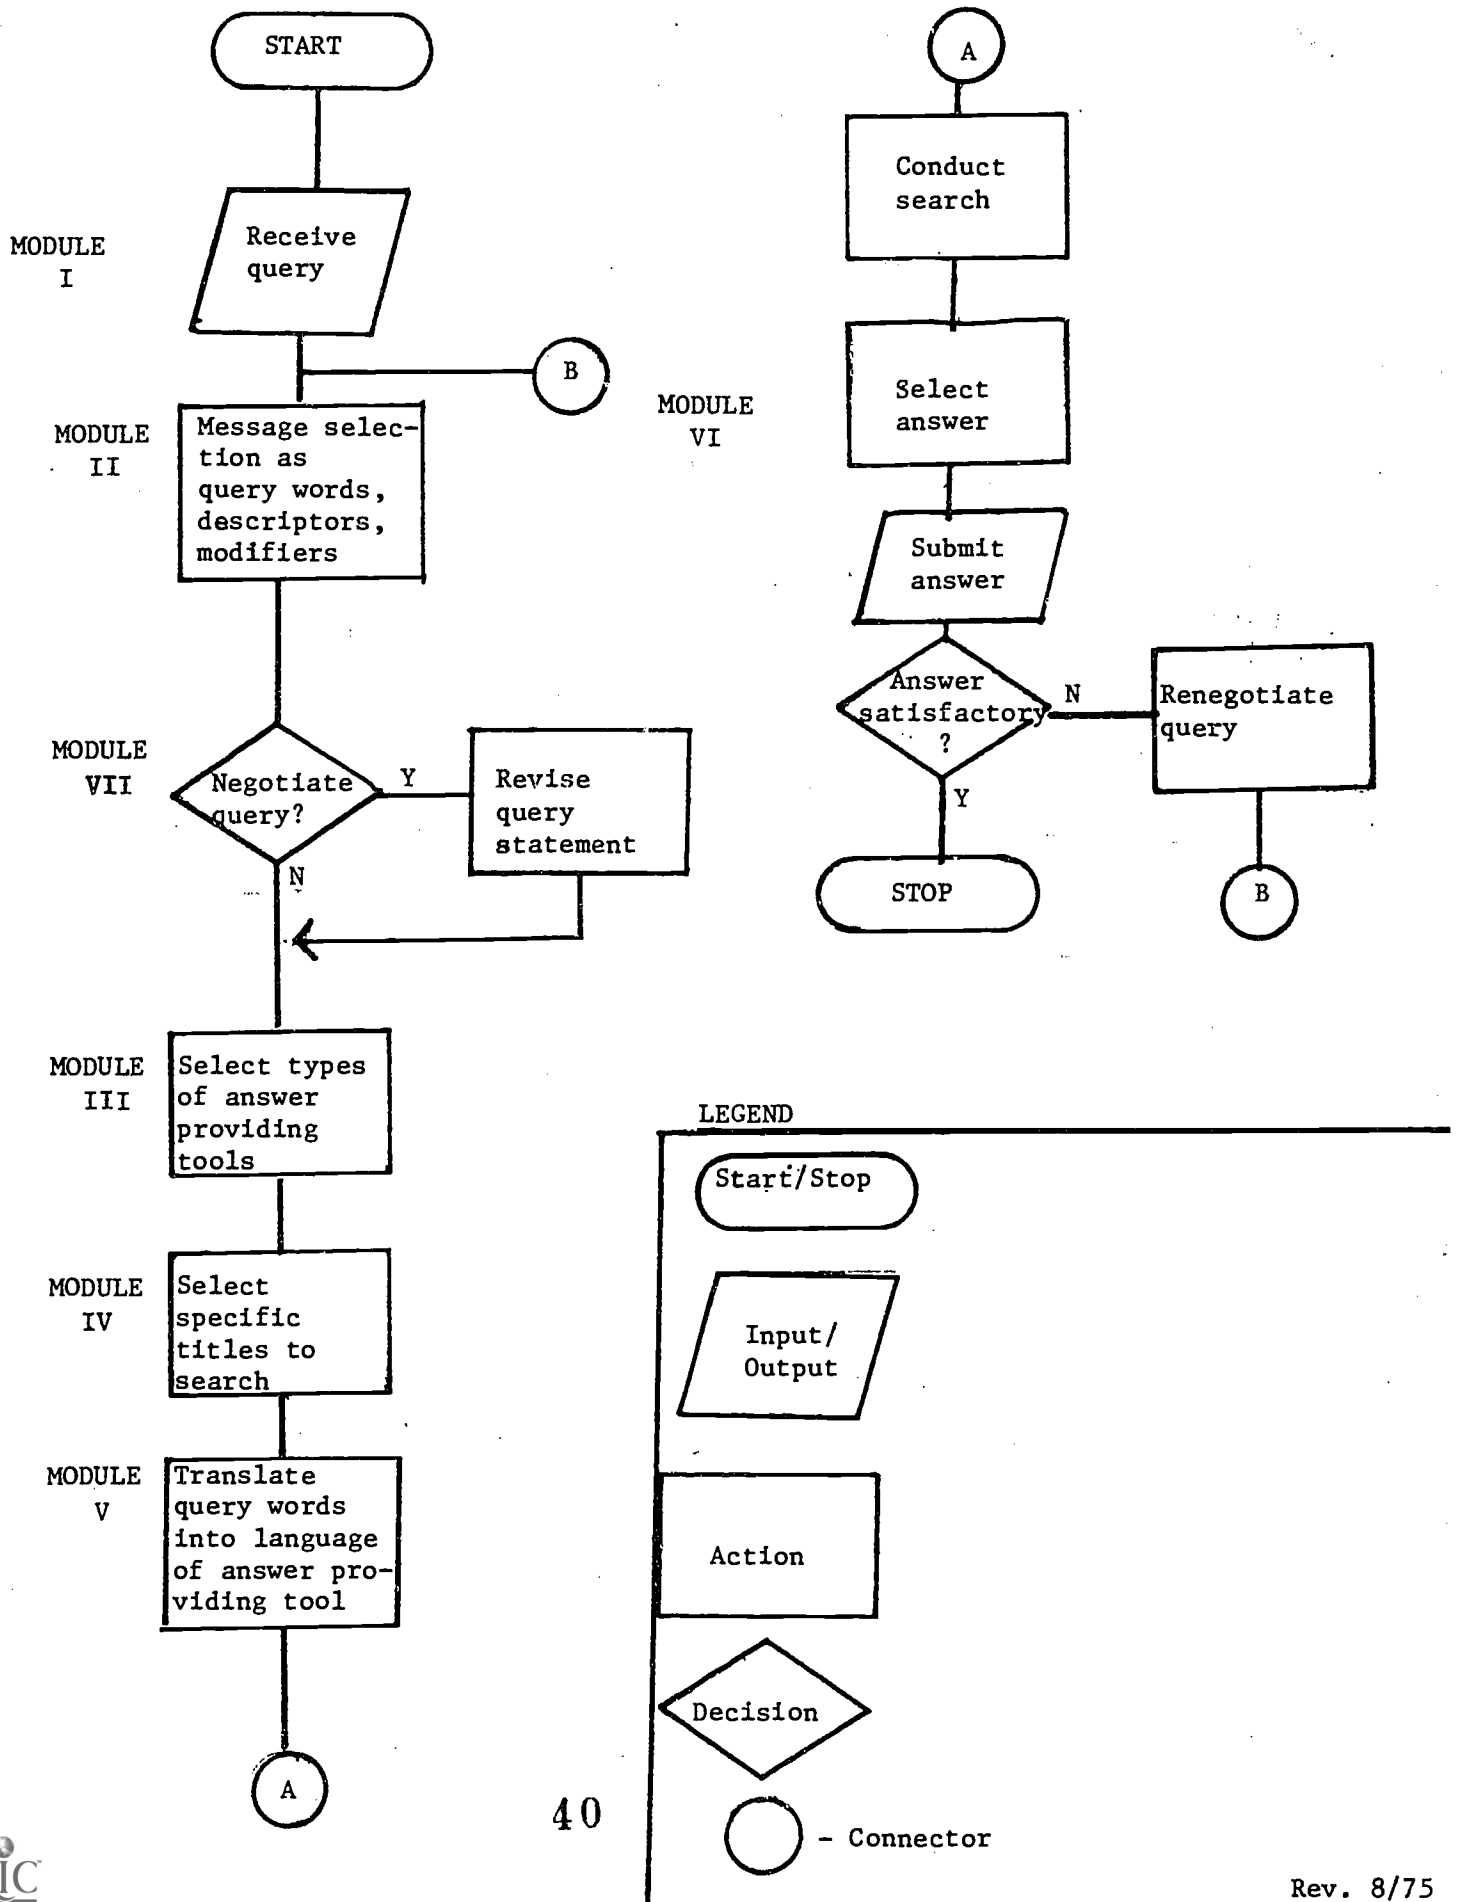 START
MODULE
I
Receive
query
B
MODULE
II
Message selec-
tion as
query words,
descriptors,
modifiers
MODULE
VII
Negotiate
query?
Y
N
Revise
query
statement
MODULE
III
Select types
of answer
providing
tools
MODULE
IV
Select
specific
titles to
search
MODULE
V
Translate
query words
into language
of answer pro-
viding tool
A
A
Conduct
search
MODULE
VI
Select
answer
Submit
answer
Answer
satisfactory
?
N
Y
Renegotiate
query
STOP
B
LEGEND
Start/Stop
Input/
Output
Action
Decision
- Connector
40
IC
Rev. 8/75